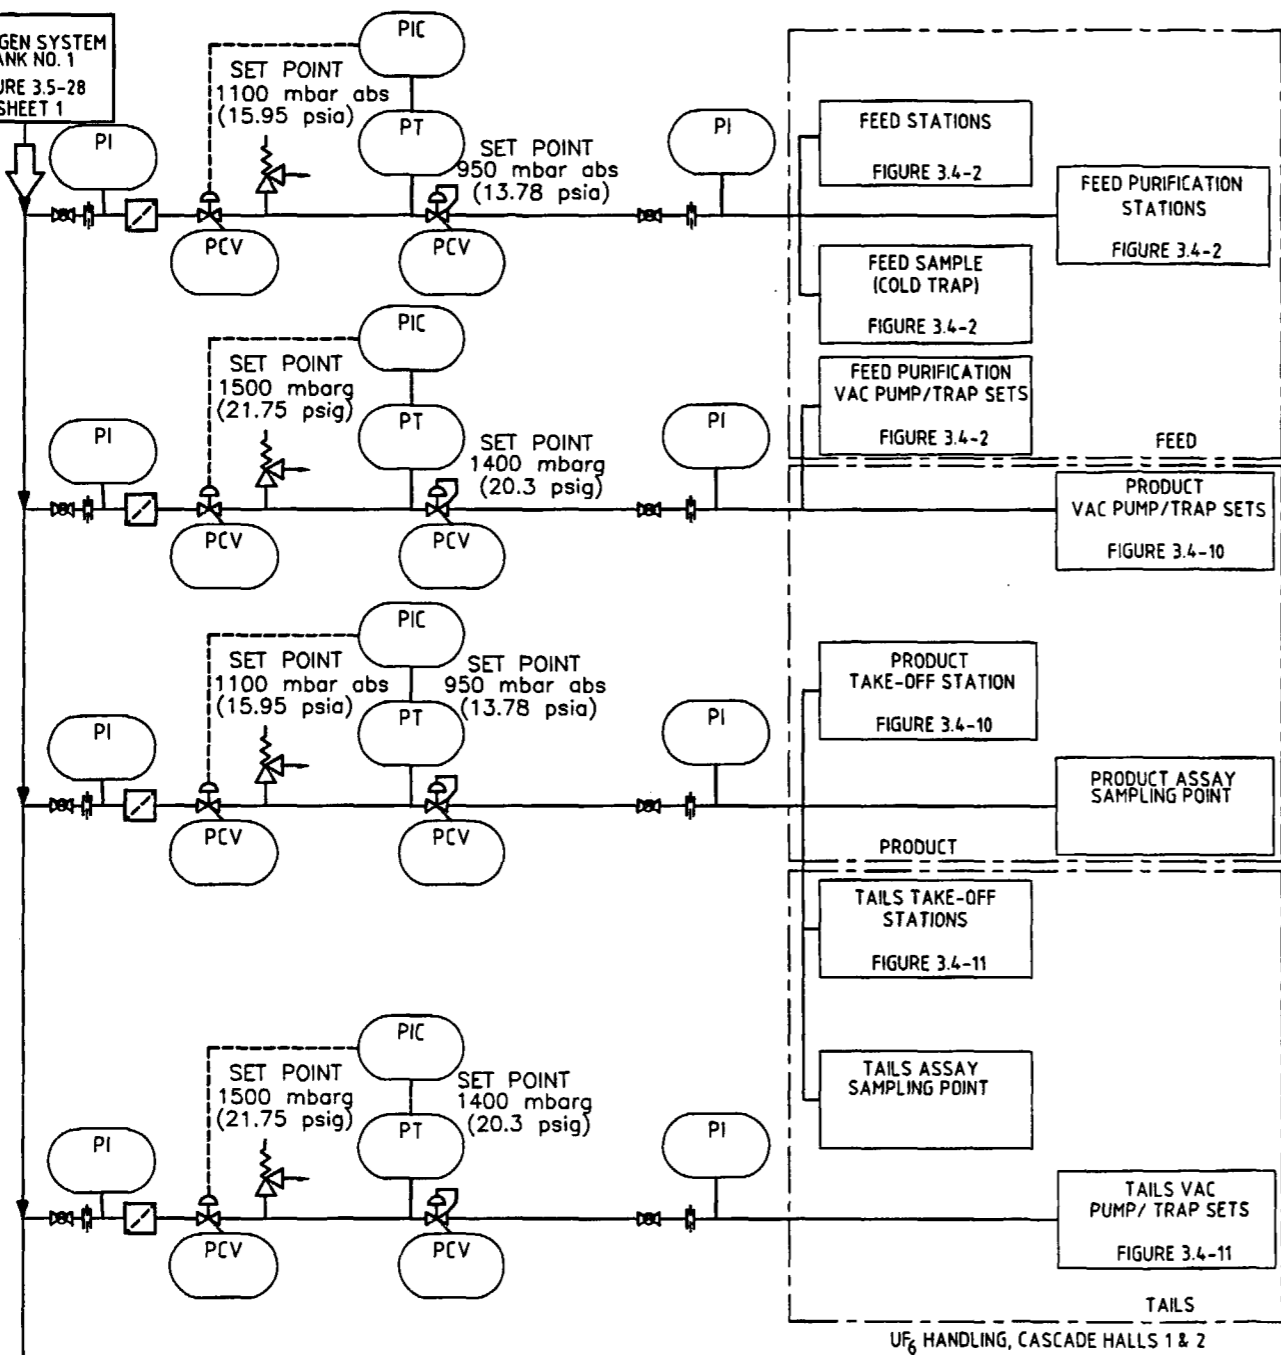 GEN SYSTEM
ANK NO. 1
URE 3.5-28
SHEET 1
PI
SET POINT
1100 mbar abs
(15.95 psia)
PIC
PT
SET POINT
950 mbar abs
(13.78 psia)
PCV
PCV
PI
FEED STATIONS
FIGURE 3.4-2
FEED PURIFICATION
STATIONS
FIGURE 3.4-2
FEED SAMPLE
(COLD TRAP)
FIGURE 3.4-2
PI
SET POINT
1500 mbarg
(21.75 psig)
PIC
PT
SET POINT
1400 mbarg
(20.3 psig)
PCV
PCV
PI
FEED PURIFICATION
VAC PUMP/TRAP SETS
FIGURE 3.4-2
FEED
PRODUCT
VAC PUMP/TRAP SETS
FIGURE 3.4-10
PI
SET POINT
1100 mbar abs
(15.95 psia)
PIC
PT
SET POINT
950 mbar abs
(13.78 psia)
PCV
PCV
PI
PRODUCT
TAKE-OFF STATION
FIGURE 3.4-10
PRODUCT ASSAY
SAMPLING POINT
PRODUCT
TAILS TAKE-OFF
STATIONS
FIGURE 3.4-11
TAILS ASSAY
SAMPLING POINT
PI
SET POINT
1500 mbarg
(21.75 psig)
PIC
PT
SET POINT
1400 mbarg
(20.3 psig)
PCV
PCV
PI
TAILS VAC
PUMP/ TRAP SETS
FIGURE 3.4-11
TAILS
UF6 HANDLING, CASCADE HALLS 1 & 2